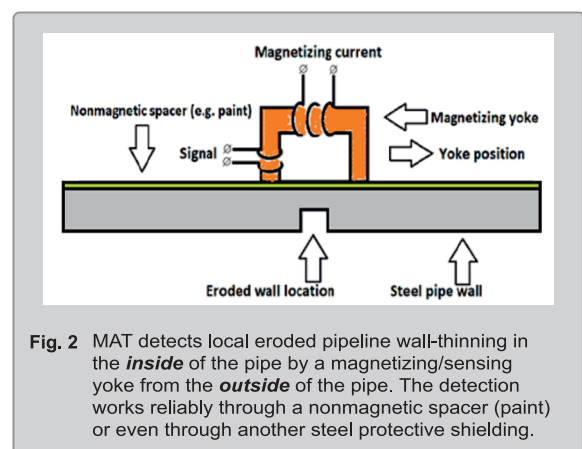 Magnetizing current
Nonmagnetic spacer (e.g. paint)
Magnetizing yoke
Signal
Yoke position
Eroded wall location
Steel pipe wall
Fig. 2 MAT detects local eroded pipeline wall-thinning in
the inside of the pipe by a magnetizing/sensing
yoke from the outside of the pipe. The detection
works reliably through a nonmagnetic spacer (paint)
or even through another steel protective shielding.